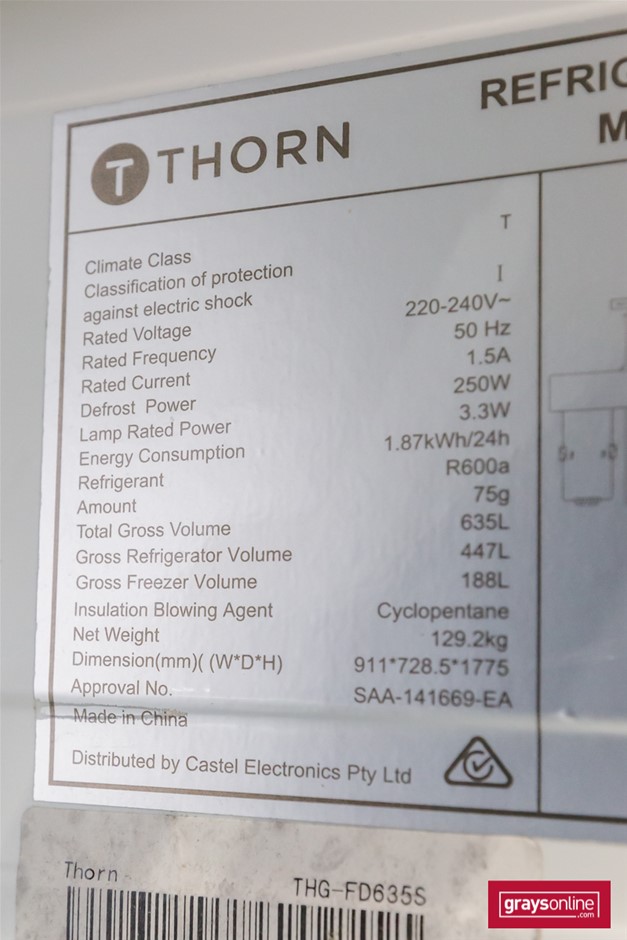 THORN
REFRIG
M
Climate Class T
Classification of protection
against electric shock I
Rated Voltage 220-240V~
Rated Frequency 50 Hz
Rated Current 1.5A
Defrost Power 250W
Lamp Rated Power 3.3W
Energy Consumption 1.87kWh/24h
Refrigerant R600a
Amount 75g
Total Gross Volume 635L
Gross Refrigerator Volume 447L
Gross Freezer Volume 188L
Insulation Blowing Agent Cyclopentane
Net Weight 129.2kg
Dimension(mm)( (W*D*H) 911*728.5*1775
Approval No. SAA-141669-EA
Made in China
Distributed by Castel Electronics Pty Ltd
Thorn THG-FD635S
graysonline
.com